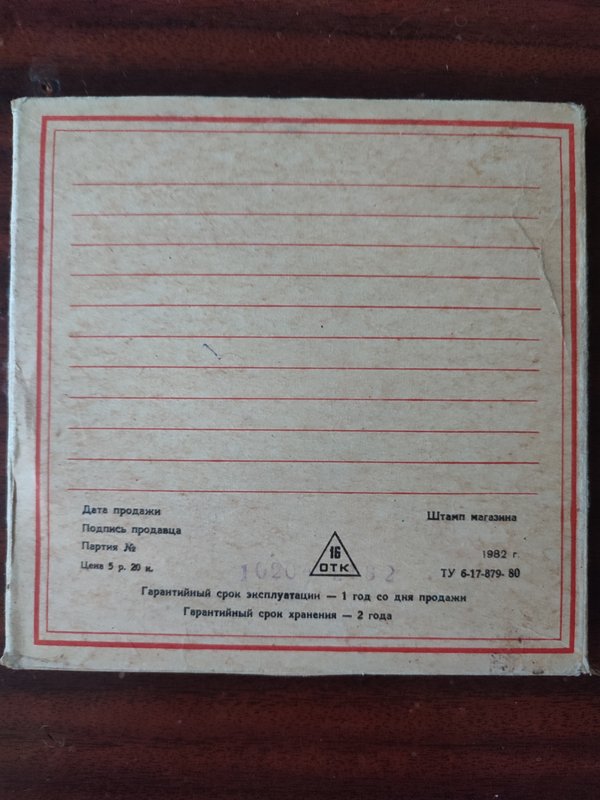 Дата продажи
Штамп магазина
Подпись продавца
Партия №
16
ОТК
1982 г.
Цена 5 р. 20 к.
ТУ 6-17-879- 80
Гарантийный срок эксплуатации — 1 год со дня продажи
Гарантийный срок хранения — 2 года